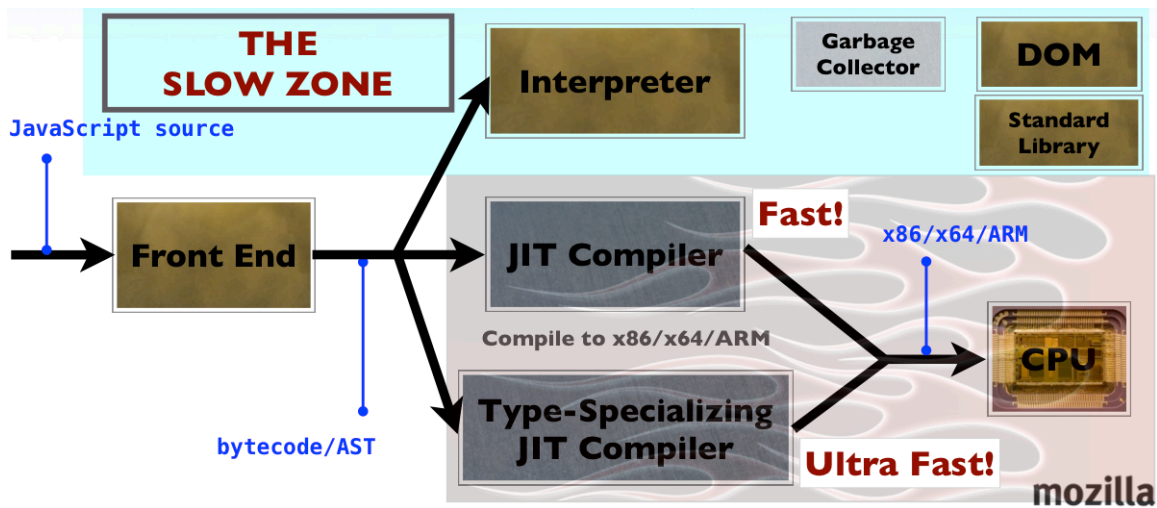 THE
SLOW ZONE
Interpreter
Garbage
Collector
DOM
Standard
Library
JavaScript source
Front End
JIT Compiler
Fast!
x86/x64/ARM
Compile to x86/x64/ARM
CPU
bytecode/AST
Type-Specializing
JIT Compiler
Ultra Fast!
mozilla